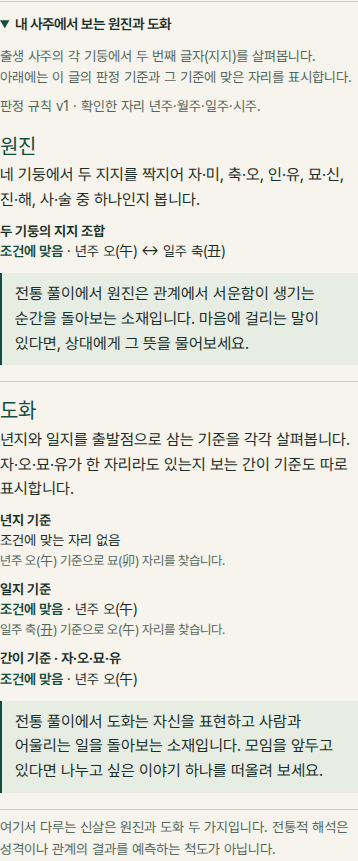 ▼ 내 사주에서 보는 원진과 도화
출생 사주의 각 기둥에서 두 번째 글자(지지)를 살펴봅니다.
아래에는 이 글의 판정 기준과 그 기준에 맞은 자리를 표시합니다.
판정 규칙 v1 · 확인한 자리 년주·월주·일주·시주.
원진
네 기둥에서 두 지지를 짝지어 자·미, 축·오, 인·유, 묘·신,
진·해, 사·술 중 하나인지 봅니다.
두 기둥의 지지 조합
조건에 맞음 · 년주 오(午) ↔ 일주 축(丑)
전통 풀이에서 원진은 관계에서 서운함이 생기는
순간을 돌아보는 소재입니다. 마음에 걸리는 말이
있다면, 상대에게 그 뜻을 물어보세요.
도화
년지와 일지를 출발점으로 삼는 기준을 각각 살펴봅니다.
자·오·묘·유가 한 자리라도 있는지 보는 간이 기준도 따로
표시합니다.
년지 기준
조건에 맞는 자리 없음
년주 오(午) 기준으로 묘(卯) 자리를 찾습니다.
일지 기준
조건에 맞음 · 년주 오(午)
일주 축(丑) 기준으로 오(午) 자리를 찾습니다.
간이 기준 · 자·오·묘·유
조건에 맞음 · 년주 오(午)
전통 풀이에서 도화는 자신을 표현하고 사람과
어울리는 일을 돌아보는 소재입니다. 모임을 앞두고
있다면 나누고 싶은 이야기 하나를 떠올려 보세요.
여기서 다루는 신살은 원진과 도화 두 가지입니다. 전통적 해석은
성격이나 관계의 결과를 예측하는 척도가 아닙니다.